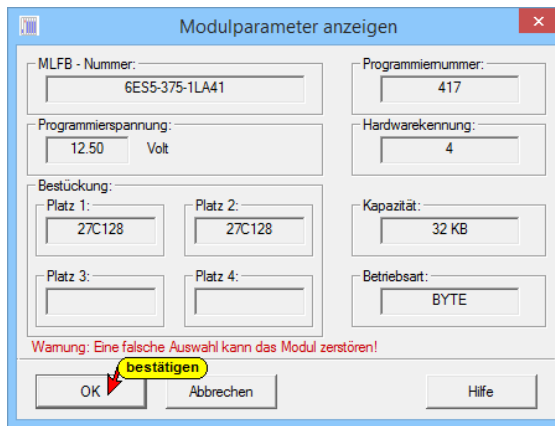 Modulparameter anzeigen
MLFB - Nummer:
6ES5-375-1LA41
Programmiernummer:
417
Programmierspannung:
12.50 Volt
Hardwarekennung:
4
Bestückung:
Platz 1:
27C128
Platz 2:
27C128
Kapazität:
32 KB
Platz 3:
Platz 4:
Betriebsart:
BYTE
Warnung: Eine falsche Auswahl kann das Modul zerstören!
bestätigen
OK
Abbrechen
Hilfe